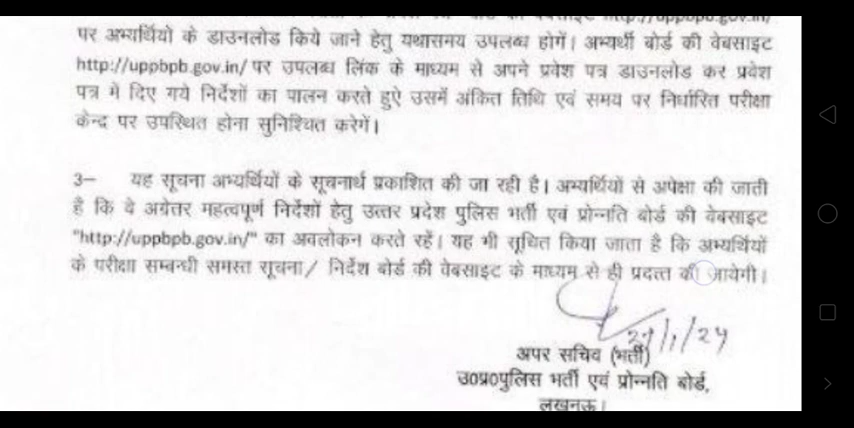 पर अभ्यर्थियों के डाउनलोड किये जाने हेतु यथासमय उपलब्ध होगें। अभ्यर्थी बोर्ड की वेबसाइट
http://uppbpb.gov.in/ पर उपलब्ध लिंक के माध्यम से अपने प्रवेश पत्र डाउनलोड कर प्रवेश
पत्र में दिए गये निर्देशों का पालन करते हुऐ उसमें अंकित तिथि एवं समय पर निर्धारित परीक्षा
केन्द्र पर उपस्थित होना सुनिश्चित करेगें।
3– यह सूचना अभ्यर्थियों के सूचनार्थ प्रकाशित की जा रही है। अभ्यर्थियों से अपेक्षा की जाती
है कि वे अग्रेतर महत्वपूर्ण निर्देशों हेतु उत्तर प्रदेश पुलिस भर्ती एवं प्रोन्नति बोर्ड की वेबसाइट
"http://uppbpb.gov.in/" का अवलोकन करते रहें। यह भी सूचित किया जाता है कि अभ्यर्थियों
के परीक्षा सम्बन्धी समस्त सूचना/ निर्देश बोर्ड की वेबसाइट के माध्यम से ही प्रदत्त की जायेगी।
अपर सचिव (भर्ती)
उ0प्र0पुलिस भर्ती एवं प्रोन्नति बोर्ड,
लखनऊ।